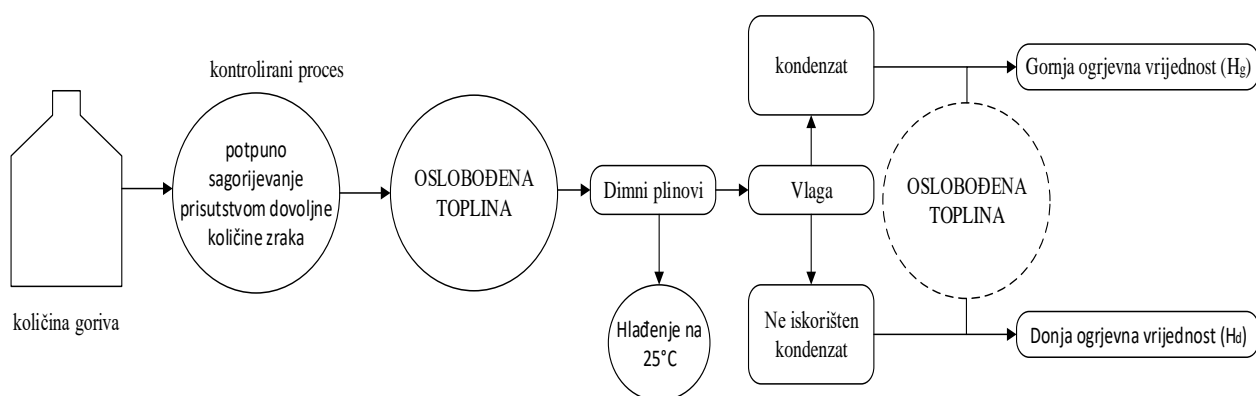 kontrolirani proces
količina goriva
potpuno
sagorijevanje
prisutstvom dovoljne
količine zraka
OSLOBOĐENA
TOPLINA
Dimni plinovi
Hlađenje na
25°C
Vlaga
kondenzat
Ne iskorišten
kondenzat
OSLOBOĐENA
TOPLINA
Gornja ogrjevna vrijednost (Hg)
Donja ogrjevna vrijednost (Hd)